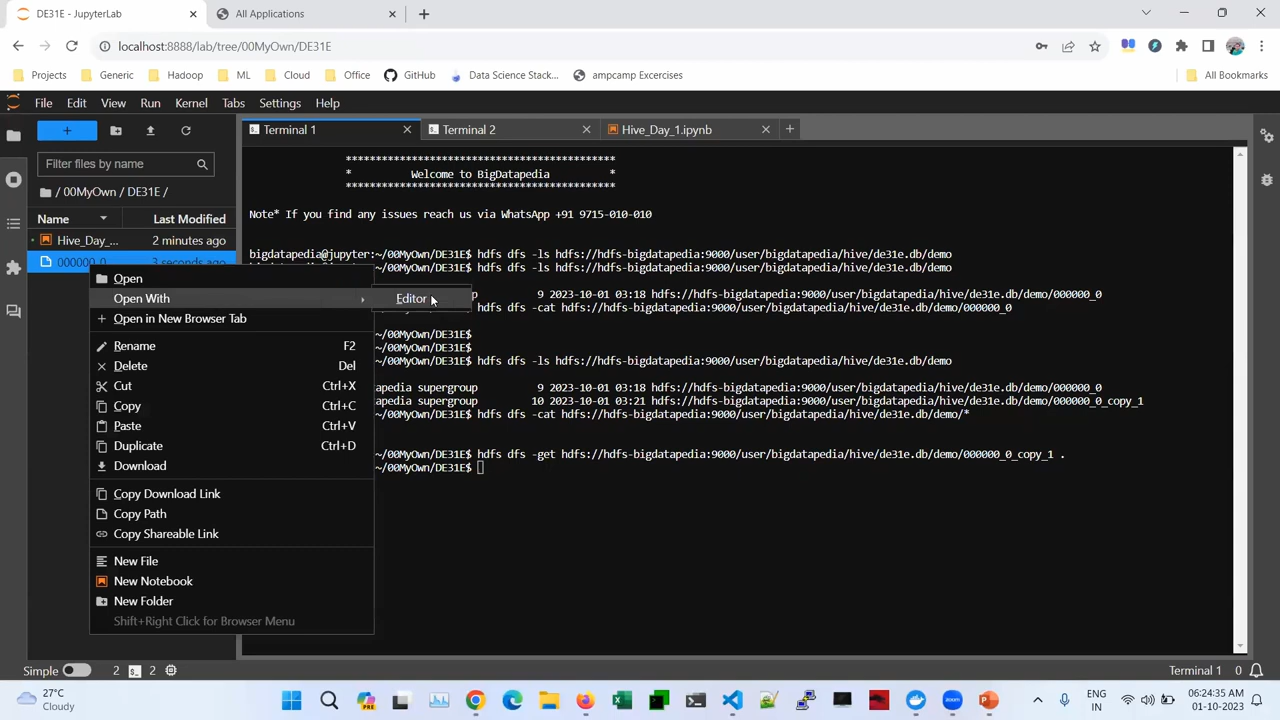 DE31E - JupyterLab
All Applications
localhost:8888/lab/tree/00MyOwn/DE31E
Projects
Generic
Hadoop
ML
Cloud
Office
GitHub
Data Science Stack...
ampcamp Excercises
All Bookmarks
File Edit View Run Kernel Tabs Settings Help
Terminal 1
Terminal 2
Hive_Day_1.ipynb
Filter files by name
/ 00MyOwn / DE31E /
Name
Last Modified
Hive_Day_...
2 minutes ago
000000_0
3 seconds ago
Open
Open With
Editor
Open in New Browser Tab
Rename F2
Delete Del
Cut Ctrl+X
Copy Ctrl+C
Paste Ctrl+V
Duplicate Ctrl+D
Download
Copy Download Link
Copy Path
Copy Shareable Link
New File
New Notebook
New Folder
Shift+Right Click for Browser Menu
*********************************************
* Welcome to BigDatapedia *
*********************************************
Note* If you find any issues reach us via WhatsApp +91 9715-010-010
bigdatapedia@jupyter:~/00MyOwn/DE31E$ hdfs dfs -ls hdfs://hdfs-bigdatapedia:9000/user/bigdatapedia/hive/de31e.db/demo
~/00MyOwn/DE31E$ hdfs dfs -ls hdfs://hdfs-bigdatapedia:9000/user/bigdatapedia/hive/de31e.db/demo
p 9 2023-10-01 03:18 hdfs://hdfs-bigdatapedia:9000/user/bigdatapedia/hive/de31e.db/demo/000000_0
hdfs dfs -cat hdfs://hdfs-bigdatapedia:9000/user/bigdatapedia/hive/de31e.db/demo/000000_0
~/00MyOwn/DE31E$
~/00MyOwn/DE31E$
~/00MyOwn/DE31E$ hdfs dfs -ls hdfs://hdfs-bigdatapedia:9000/user/bigdatapedia/hive/de31e.db/demo
atapedia supergroup 9 2023-10-01 03:18 hdfs://hdfs-bigdatapedia:9000/user/bigdatapedia/hive/de31e.db/demo/000000_0
atapedia supergroup 10 2023-10-01 03:21 hdfs://hdfs-bigdatapedia:9000/user/bigdatapedia/hive/de31e.db/demo/000000_0_copy_1
~/00MyOwn/DE31E$ hdfs dfs -cat hdfs://hdfs-bigdatapedia:9000/user/bigdatapedia/hive/de31e.db/demo/*
~/00MyOwn/DE31E$ hdfs dfs -get hdfs://hdfs-bigdatapedia:9000/user/bigdatapedia/hive/de31e.db/demo/000000_0_copy_1 .
~/00MyOwn/DE31E$
Simple 2 2
Terminal 1 0
27°C
Cloudy
PRE
zoom
ENG
IN
06:24:35 AM
01-10-2023